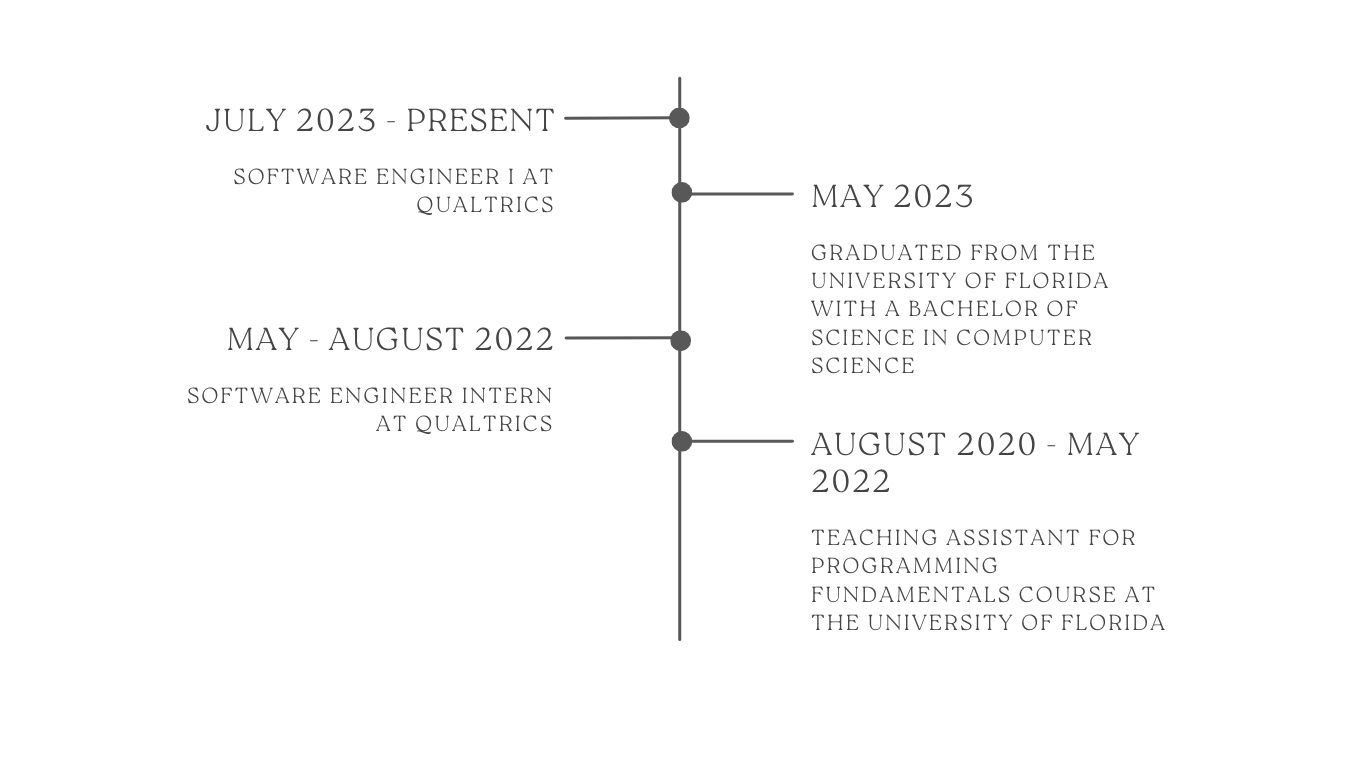 JULY 2023 - PRESENT
SOFTWARE ENGINEER I AT
QUALTRICS
MAY 2023
GRADUATED FROM THE
UNIVERSITY OF FLORIDA
WITH A BACHELOR OF
SCIENCE IN COMPUTER
SCIENCE
MAY - AUGUST 2022
SOFTWARE ENGINEER INTERN
AT QUALTRICS
AUGUST 2020 - MAY
2022
TEACHING ASSISTANT FOR
PROGRAMMING
FUNDAMENTALS COURSE AT
THE UNIVERSITY OF FLORIDA